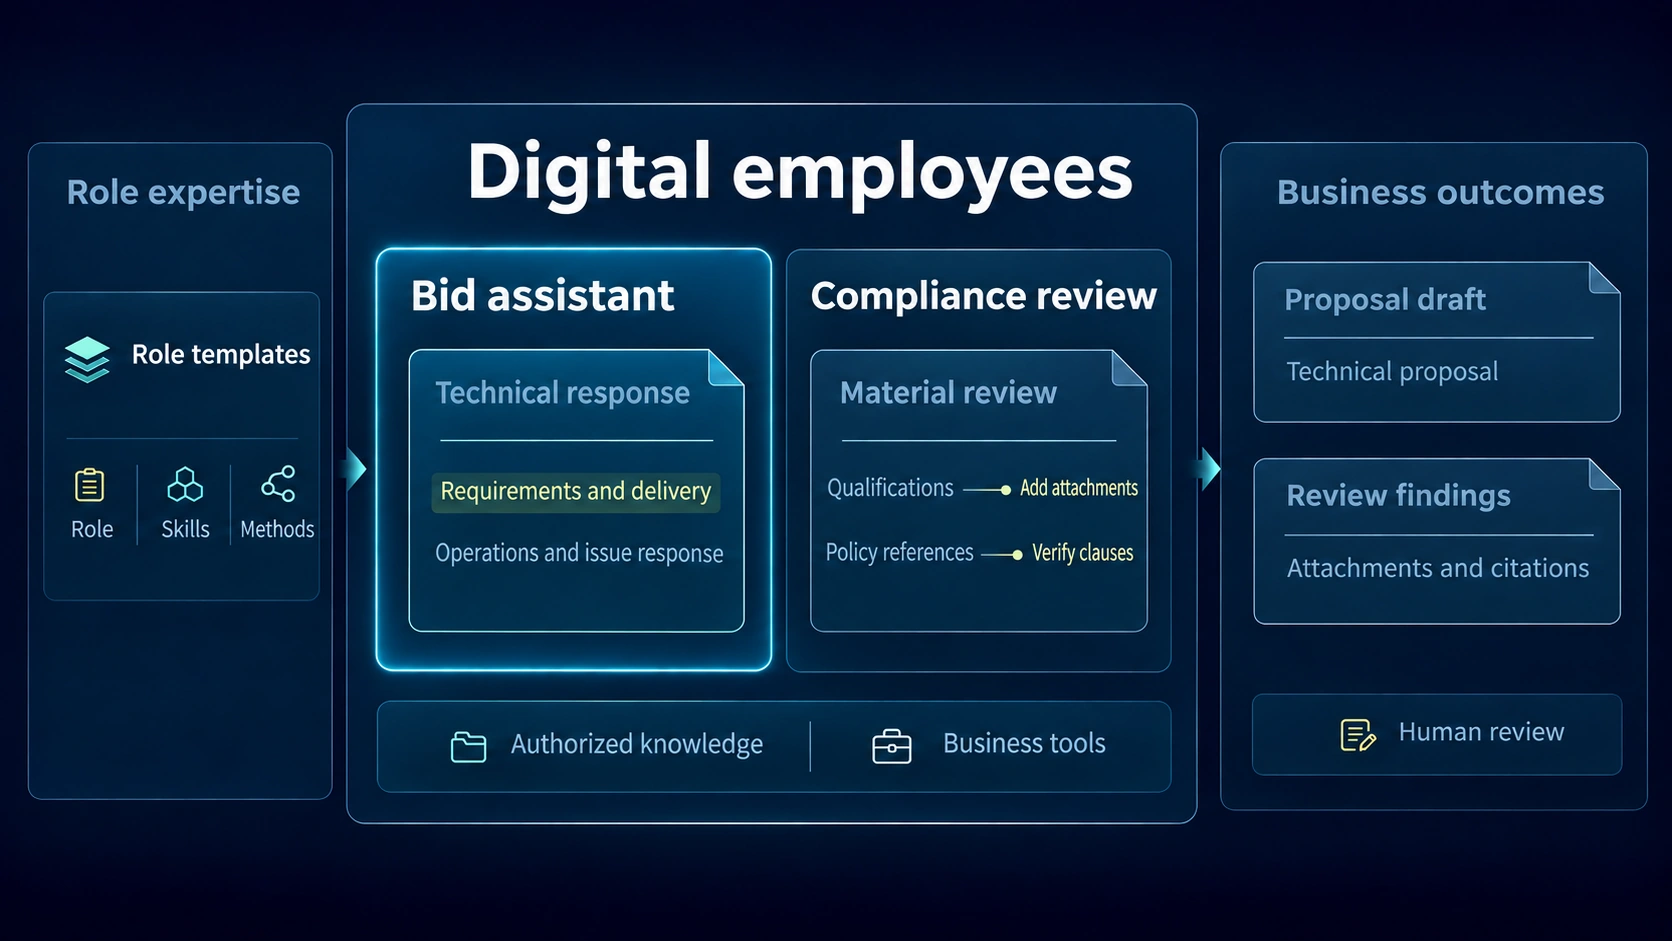 Role expertise
Role templates
Role
Skills
Methods
Digital employees
Bid assistant
Technical response
Requirements and delivery
Operations and issue response
Compliance review
Material review
Qualifications
Add attachments
Policy references
Verify clauses
Authorized knowledge
Business tools
Business outcomes
Proposal draft
Technical proposal
Review findings
Attachments and citations
Human review